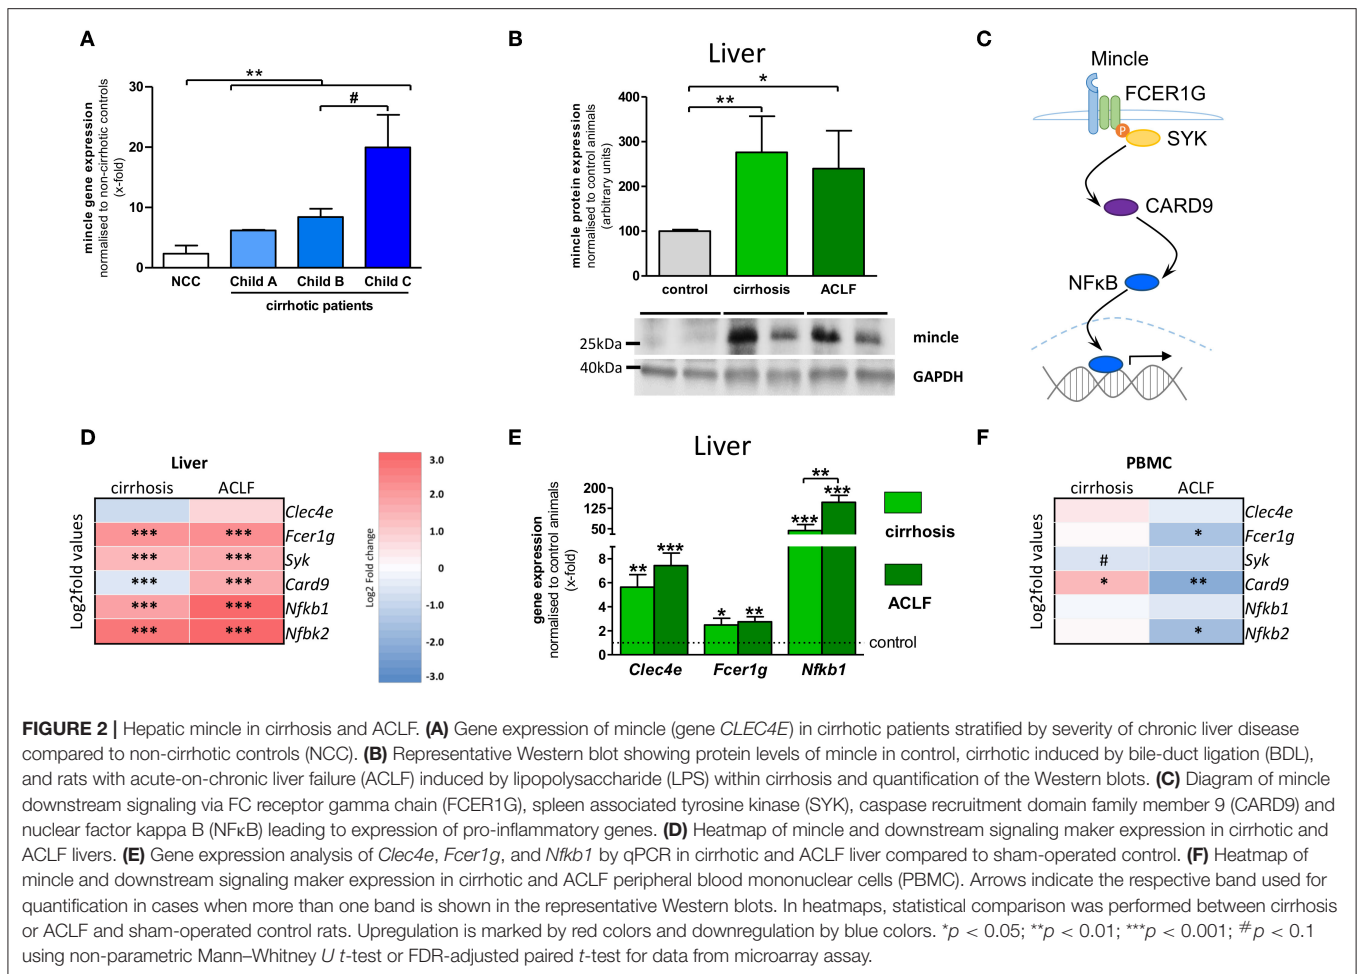 A
**
#
mincle gene expression
normalised to non-cirrhotic controls
(x-fold)
30
20
10
0
NCC
Child A
Child B
Child C
cirrhotic patients
B
Liver
*
**
mincle protein expression
normalised to control animals
(arbitrary units)
400
300
200
100
0
control
cirrhosis
ACLF
25kDa
mincle
40kDa
GAPDH
C
Mincle
FCER1G
P
SYK
CARD9
NFκB
D
Liver
cirrhosis ACLF
Log2fold values
Clec4e
*** *** Fcer1g
*** *** Syk
*** *** Card9
*** *** Nfkb1
*** *** Nfbk2
3.0
2.0
1.0
0
-1.0
-2.0
-3.0
Log2 Fold change
E
Liver
gene expression
normalised to control animals
(x-fold)
200
125
50
8
6
4
2
0
**
***
*
**
***
**
***
control
Clec4e
Fcer1g
Nfkb1
cirrhosis
ACLF
F
PBMC
cirrhosis ACLF
Log2fold values
Clec4e
* Fcer1g
# Syk
* ** Card9
Nfkb1
* Nfkb2
FIGURE 2 | Hepatic mincle in cirrhosis and ACLF. (A) Gene expression of mincle (gene CLEC4E) in cirrhotic patients stratified by severity of chronic liver disease
compared to non-cirrhotic controls (NCC). (B) Representative Western blot showing protein levels of mincle in control, cirrhotic induced by bile-duct ligation (BDL),
and rats with acute-on-chronic liver failure (ACLF) induced by lipopolysaccharide (LPS) within cirrhosis and quantification of the Western blots. (C) Diagram of mincle
downstream signaling via FC receptor gamma chain (FCER1G), spleen associated tyrosine kinase (SYK), caspase recruitment domain family member 9 (CARD9) and
nuclear factor kappa B (NFκB) leading to expression of pro-inflammatory genes. (D) Heatmap of mincle and downstream signaling maker expression in cirrhotic and
ACLF livers. (E) Gene expression analysis of Clec4e, Fcer1g, and Nfkb1 by qPCR in cirrhotic and ACLF liver compared to sham-operated control. (F) Heatmap of
mincle and downstream signaling maker expression in cirrhotic and ACLF peripheral blood mononuclear cells (PBMC). Arrows indicate the respective band used for
quantification in cases when more than one band is shown in the representative Western blots. In heatmaps, statistical comparison was performed between cirrhosis
or ACLF and sham-operated control rats. Upregulation is marked by red colors and downregulation by blue colors. *p < 0.05; **p < 0.01; ***p < 0.001; #p < 0.1
using non-parametric Mann–Whitney U t-test or FDR-adjusted paired t-test for data from microarray assay.